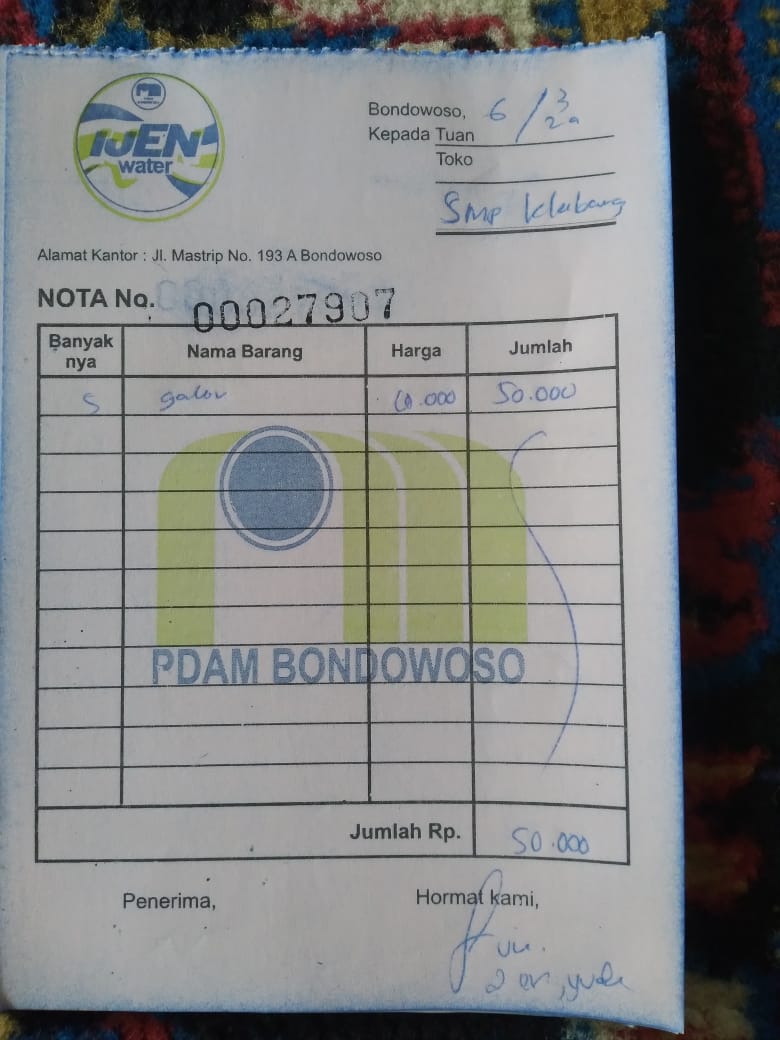 IJEN
water
Bondowoso, 6/3 20
Kepada Tuan
Toko
Smp Klabang
Alamat Kantor : Jl. Mastrip No. 193 A Bondowoso
NOTA No. 00027907
Banyak nya Nama Barang Harga Jumlah
5 galon 10.000 50.000
PDAM BONDOWOSO
Jumlah Rp. 50.000
Penerima, Hormat kami,